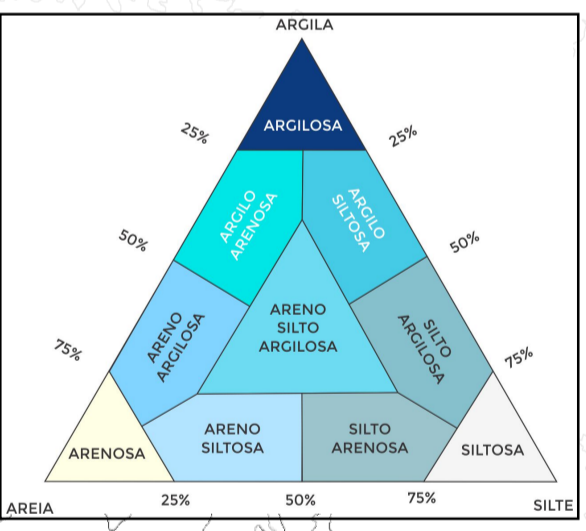 ARGILA
ARGILOSA
25%
25%
ARGILO
ARENOSA
ARGILO
SILTOSA
50%
50%
ARENO
SILTO
ARGILOSA
ARENO
ARGILOSA
SILTO
ARGILOSA
75%
75%
ARENOSA
ARENO
SILTOSA
SILTO
ARENOSA
SILTOSA
AREIA
25%
50%
75%
SILTE